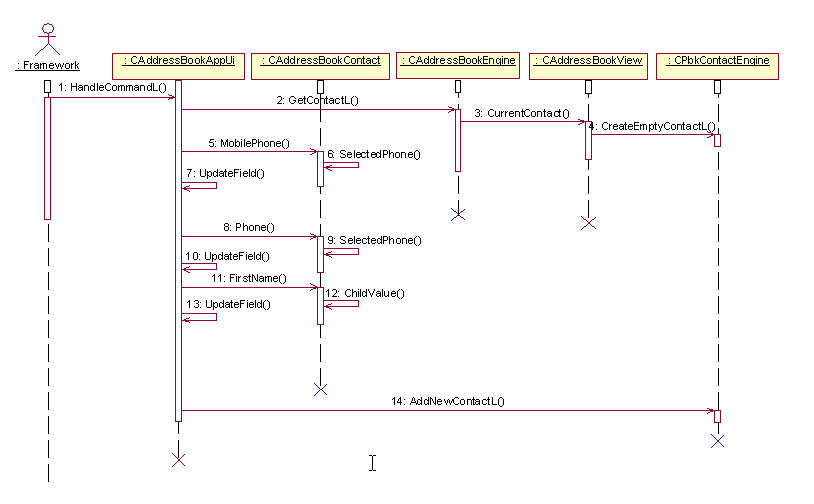 : Framework
: CAddressBookAppUi
: CAddressBookContact
: CAddressBookEngine
: CAddressBookView
: CPbkContactEngine
1: HandleCommandL()
2: GetContactL()
3: CurrentContact()
4: CreateEmptyContactL()
5: MobilePhone()
6: SelectedPhone()
7: UpdateField()
8: Phone()
9: SelectedPhone()
10: UpdateField()
11: FirstName()
12: ChildValue()
13: UpdateField()
14: AddNewContactL()